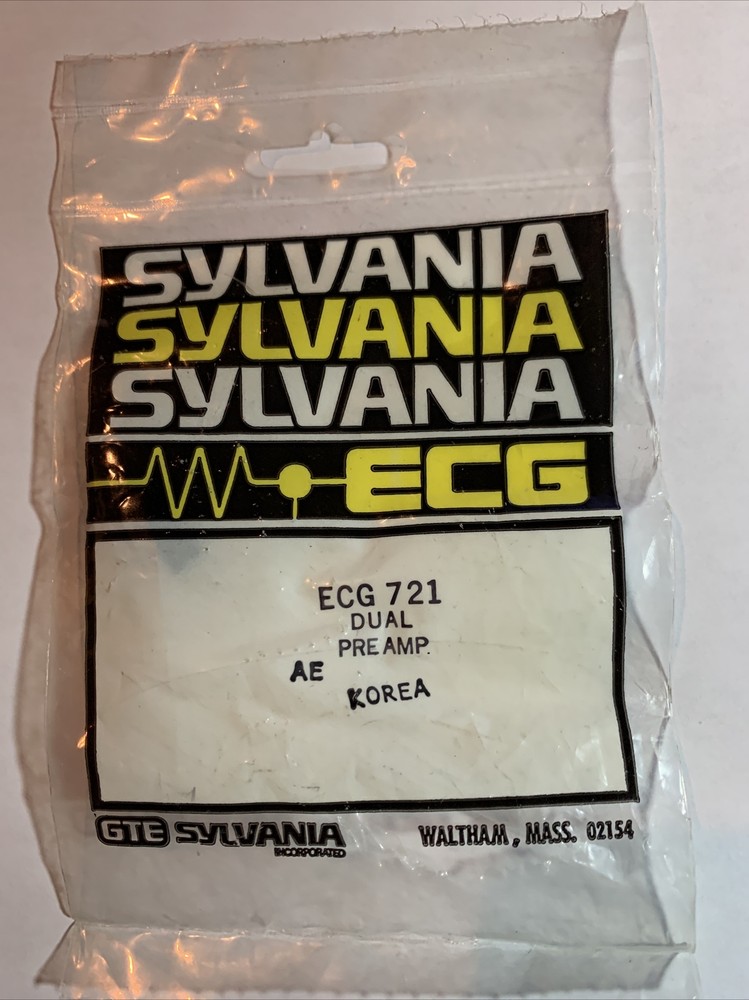 SYLVANIA
SYLVANIA
SYLVANIA
ECG
ECG 721
DUAL
PREAMP.
AE
KOREA
GTE SYLVANIA
INCORPORATED
WALTHAM, MASS. 02154